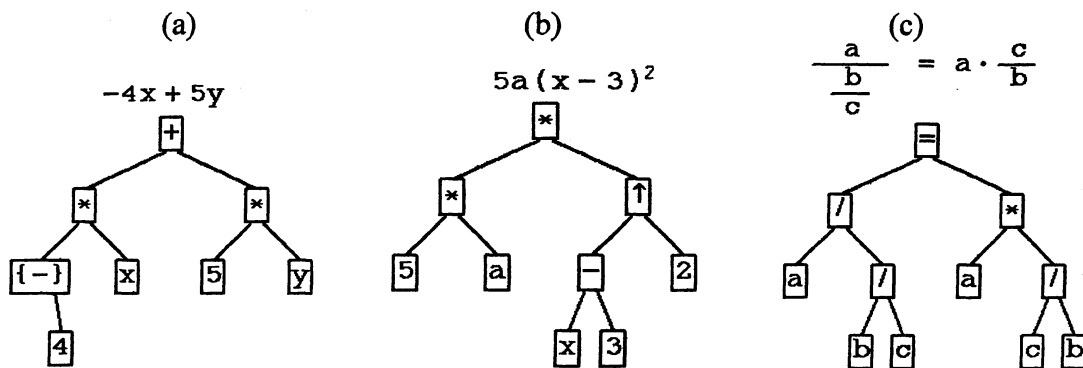 (a) (b) (c)
-4x + 5y
5a(x - 3)²
a
b
c
= a · c
b
+
* *
{-} x 5 y
4
*
* ↑
5 a - 2
x 3
=
/ *
a / a /
b c c b